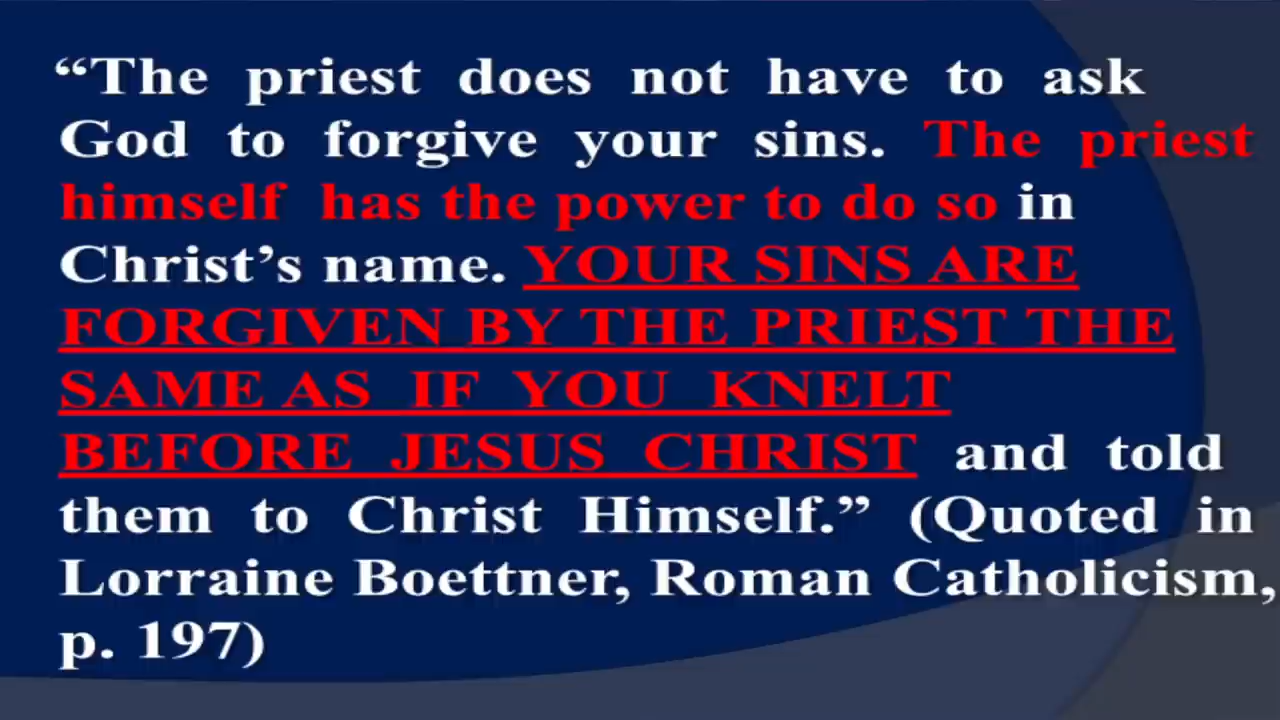 “The priest does not have to ask
God to forgive your sins. The priest
himself has the power to do so in
Christ’s name. YOUR SINS ARE
FORGIVEN BY THE PRIEST THE
SAME AS IF YOU KNELT
BEFORE JESUS CHRIST and told
them to Christ Himself.” (Quoted in
Lorraine Boettner, Roman Catholicism,
p. 197)